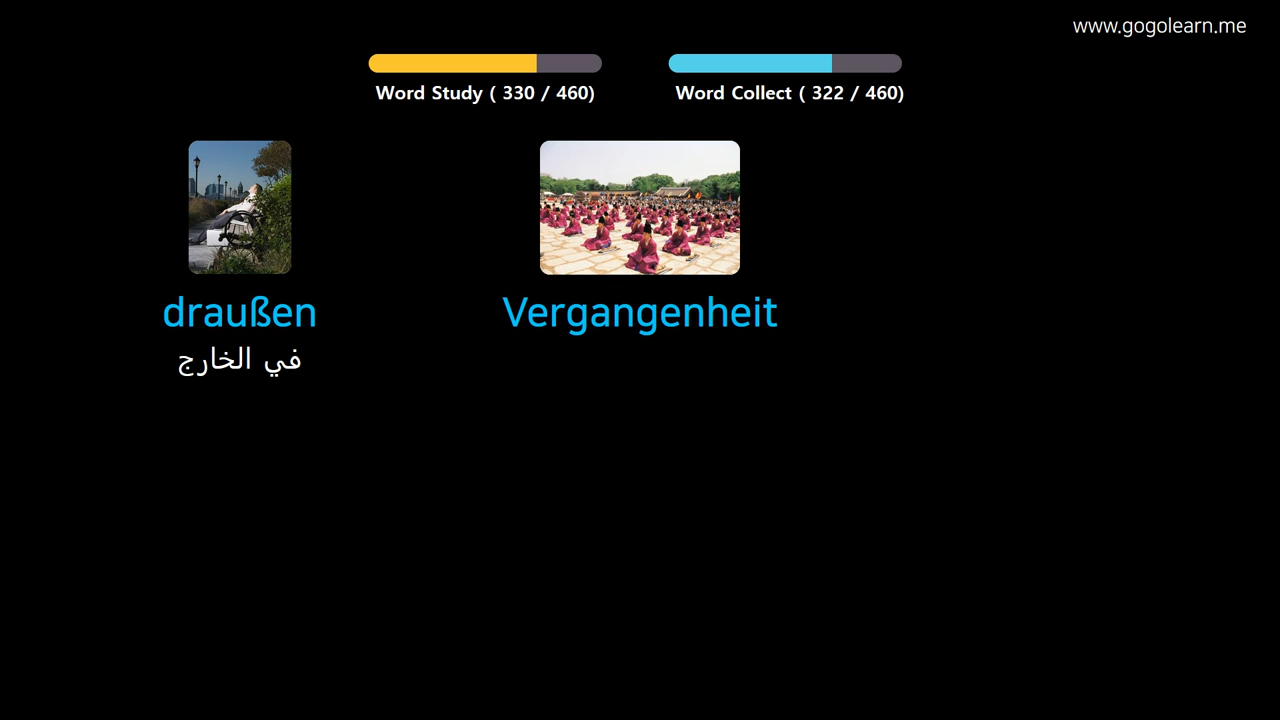 www.gogolearn.me
Word Study ( 330 / 460)
Word Collect ( 322 / 460)
draußen
في الخارج
Vergangenheit